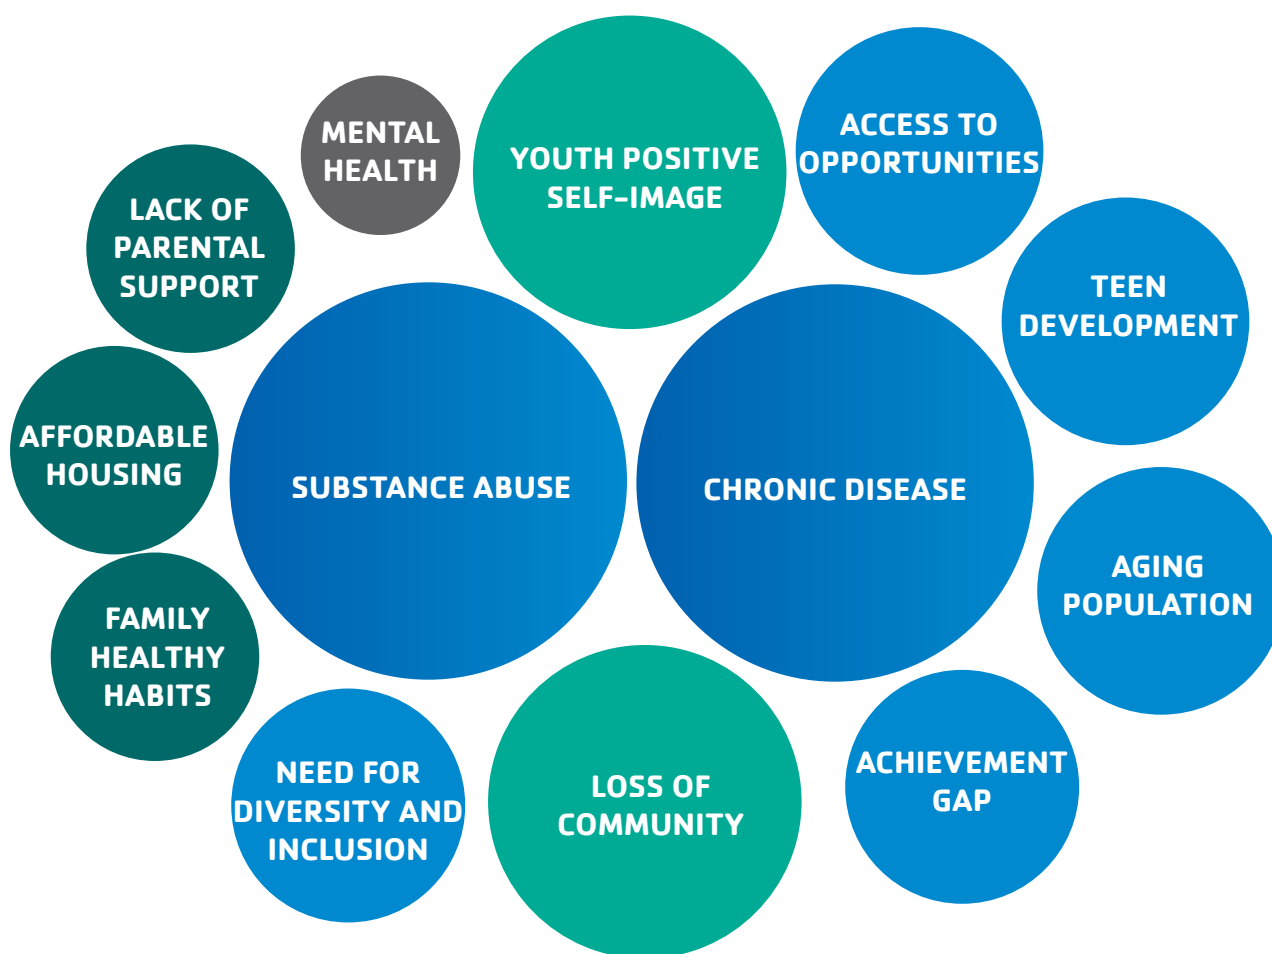 MENTAL
HEALTH
YOUTH POSITIVE
SELF-IMAGE
ACCESS TO
OPPORTUNITIES
LACK OF
PARENTAL
SUPPORT
TEEN
DEVELOPMENT
AFFORDABLE
HOUSING
SUBSTANCE ABUSE
CHRONIC DISEASE
AGING
POPULATION
FAMILY
HEALTHY
HABITS
NEED FOR
DIVERSITY AND
INCLUSION
LOSS OF
COMMUNITY
ACHIEVEMENT
GAP